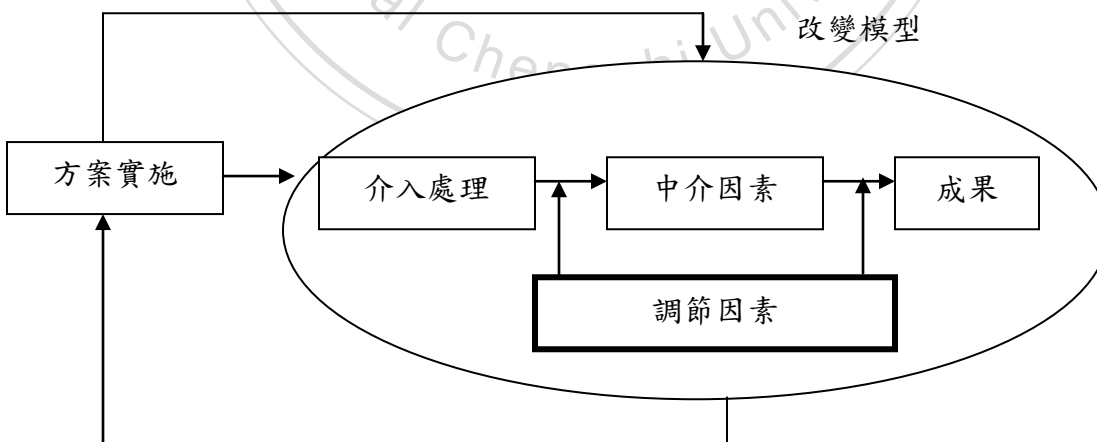 改變模型
方案實施
介入處理
中介因素
成果
調節因素